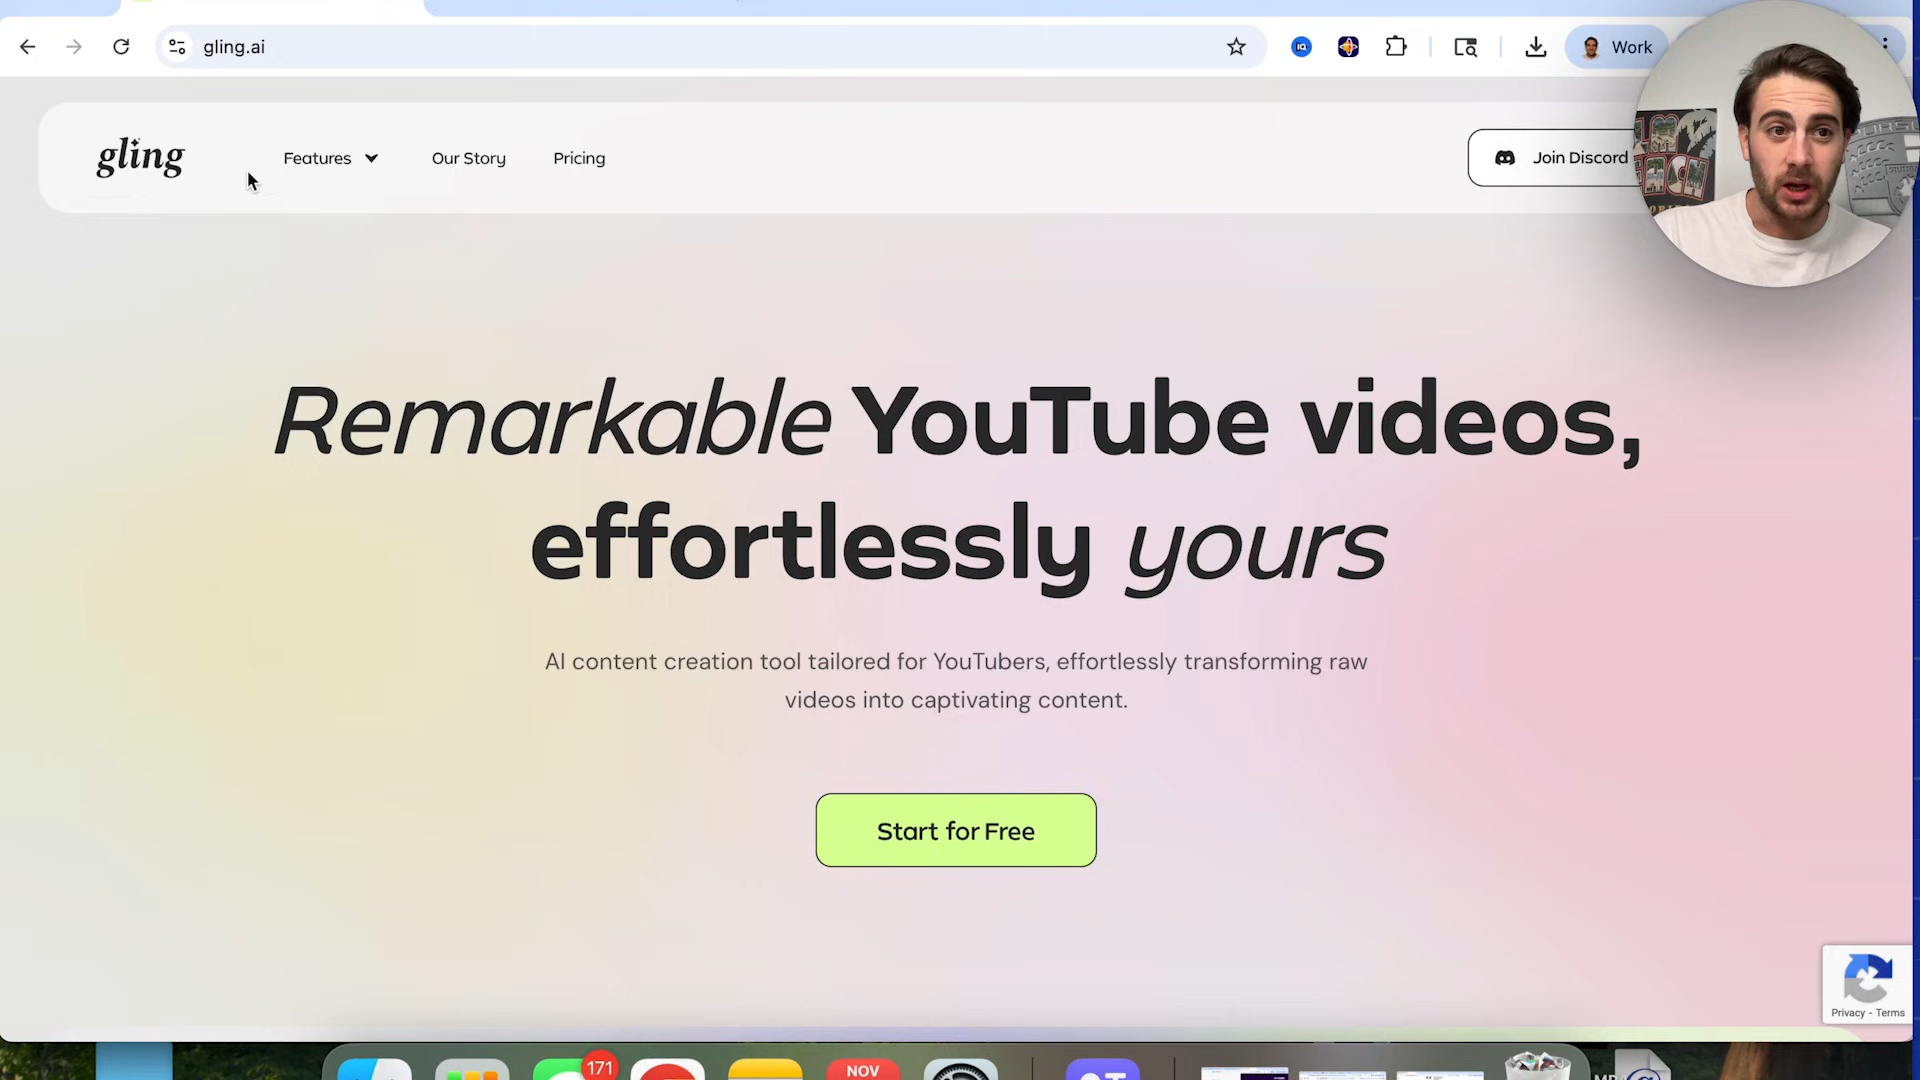 gling.ai
Work
gling
Features
Our Story
Pricing
Join Discord
Remarkable YouTube videos,
effortlessly yours
AI content creation tool tailored for YouTubers, effortlessly transforming raw
videos into captivating content.
Start for Free
Privacy - Terms
171
NOV